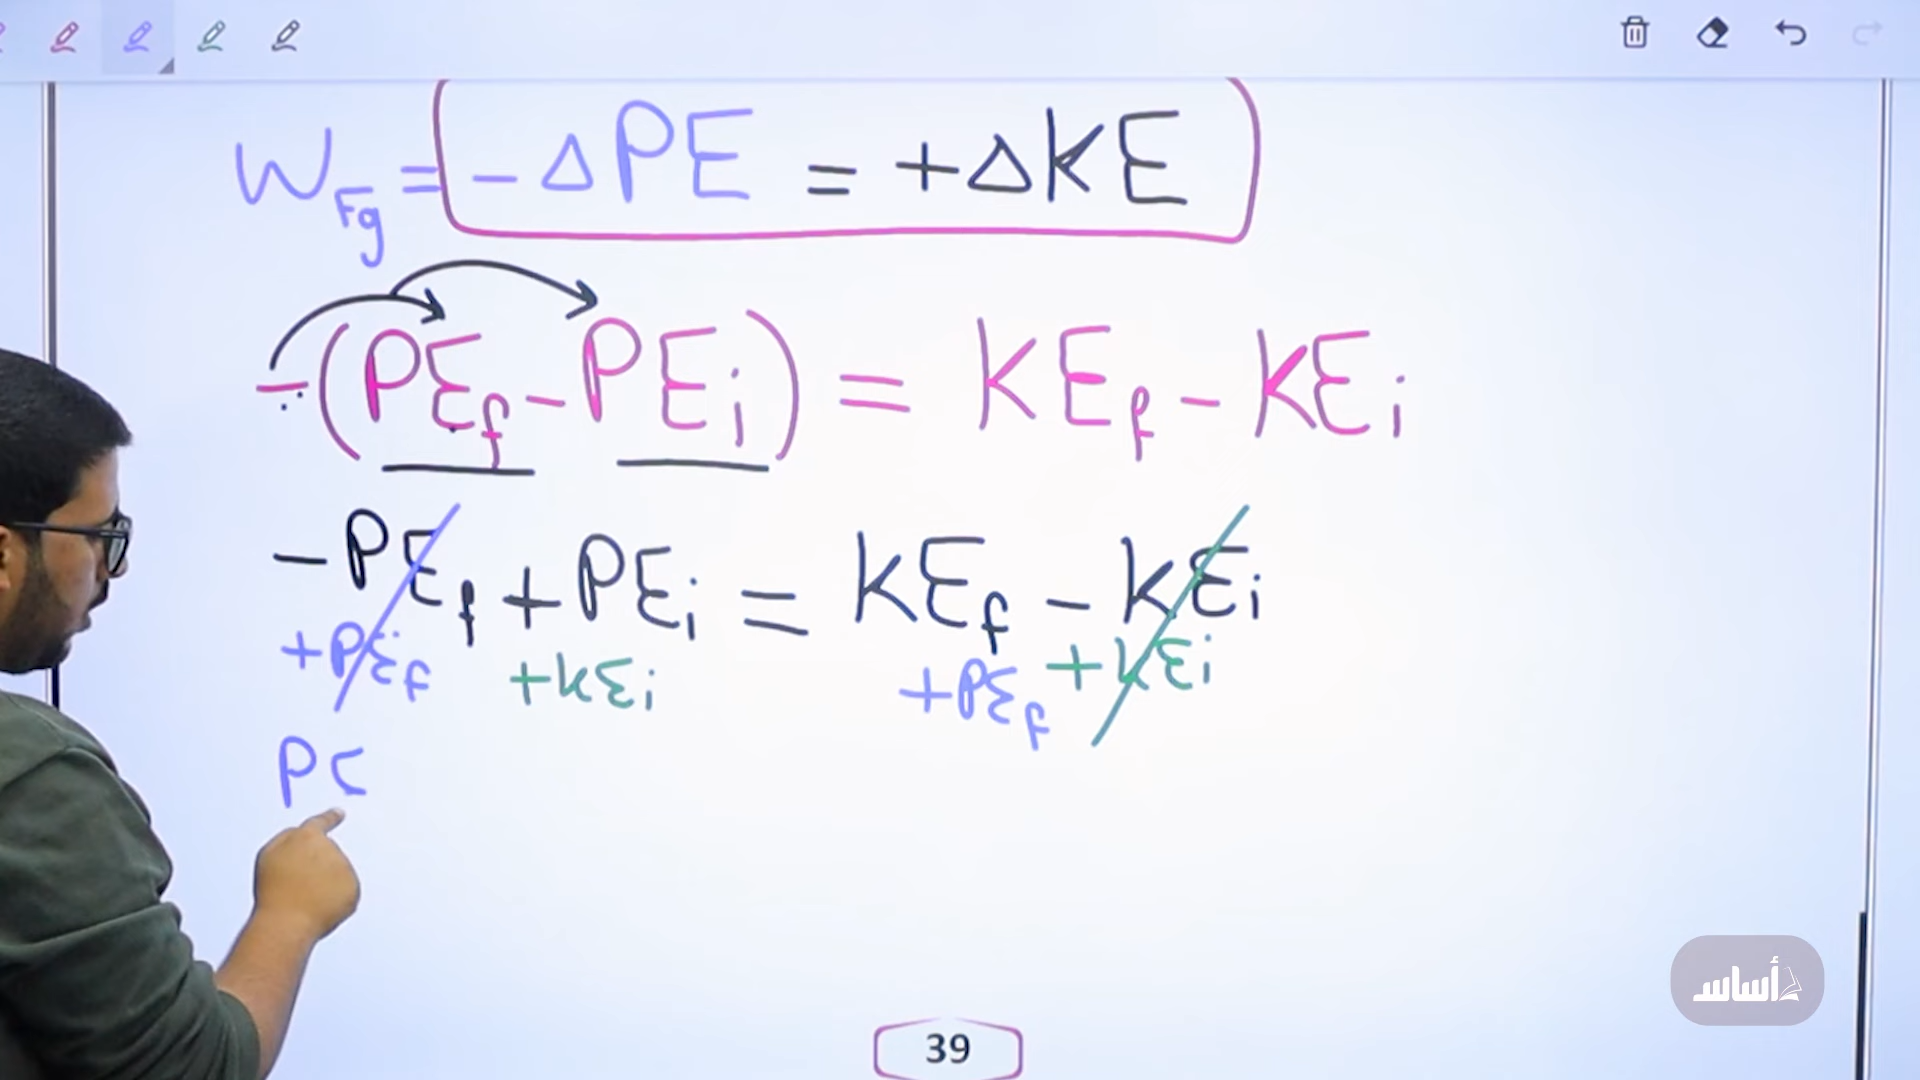 W_Fg = -ΔPE = +ΔKE
-(PE_f - PE_i) = KE_f - KE_i
-PE_f + PE_i = KE_f - KE_i
+PE_f +KE_i +PE_f +KE_i
PE
39
أساس